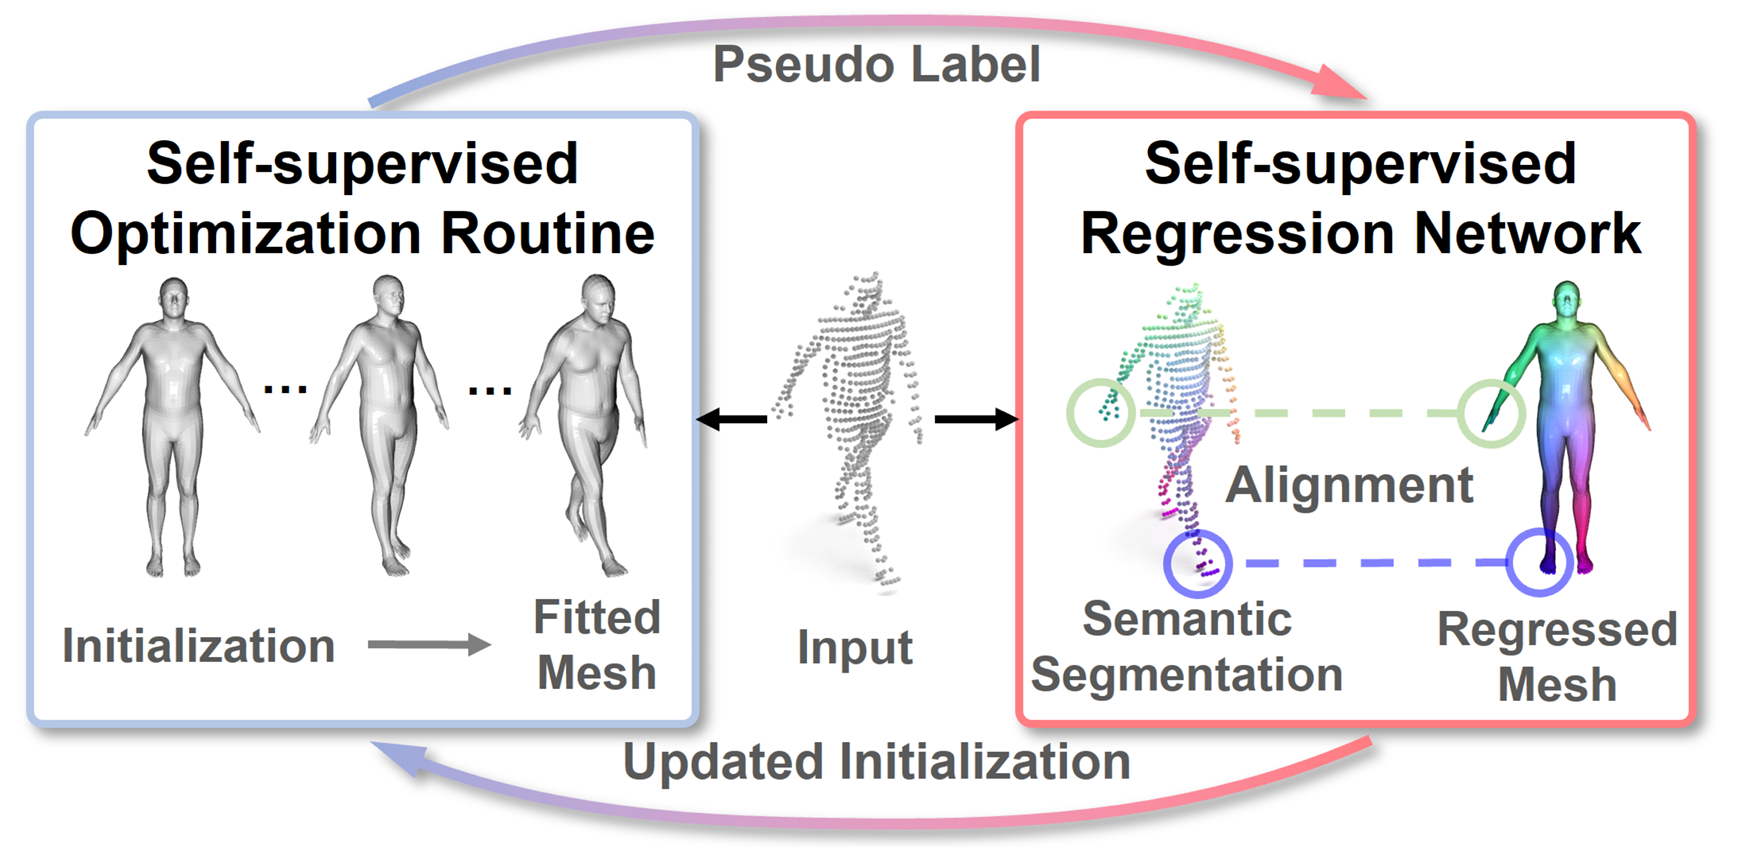 Pseudo Label
Self-supervised
Optimization Routine
...
...
Initialization
Fitted
Mesh
Input
Self-supervised
Regression Network
Alignment
Semantic
Segmentation
Regressed
Mesh
Updated Initialization